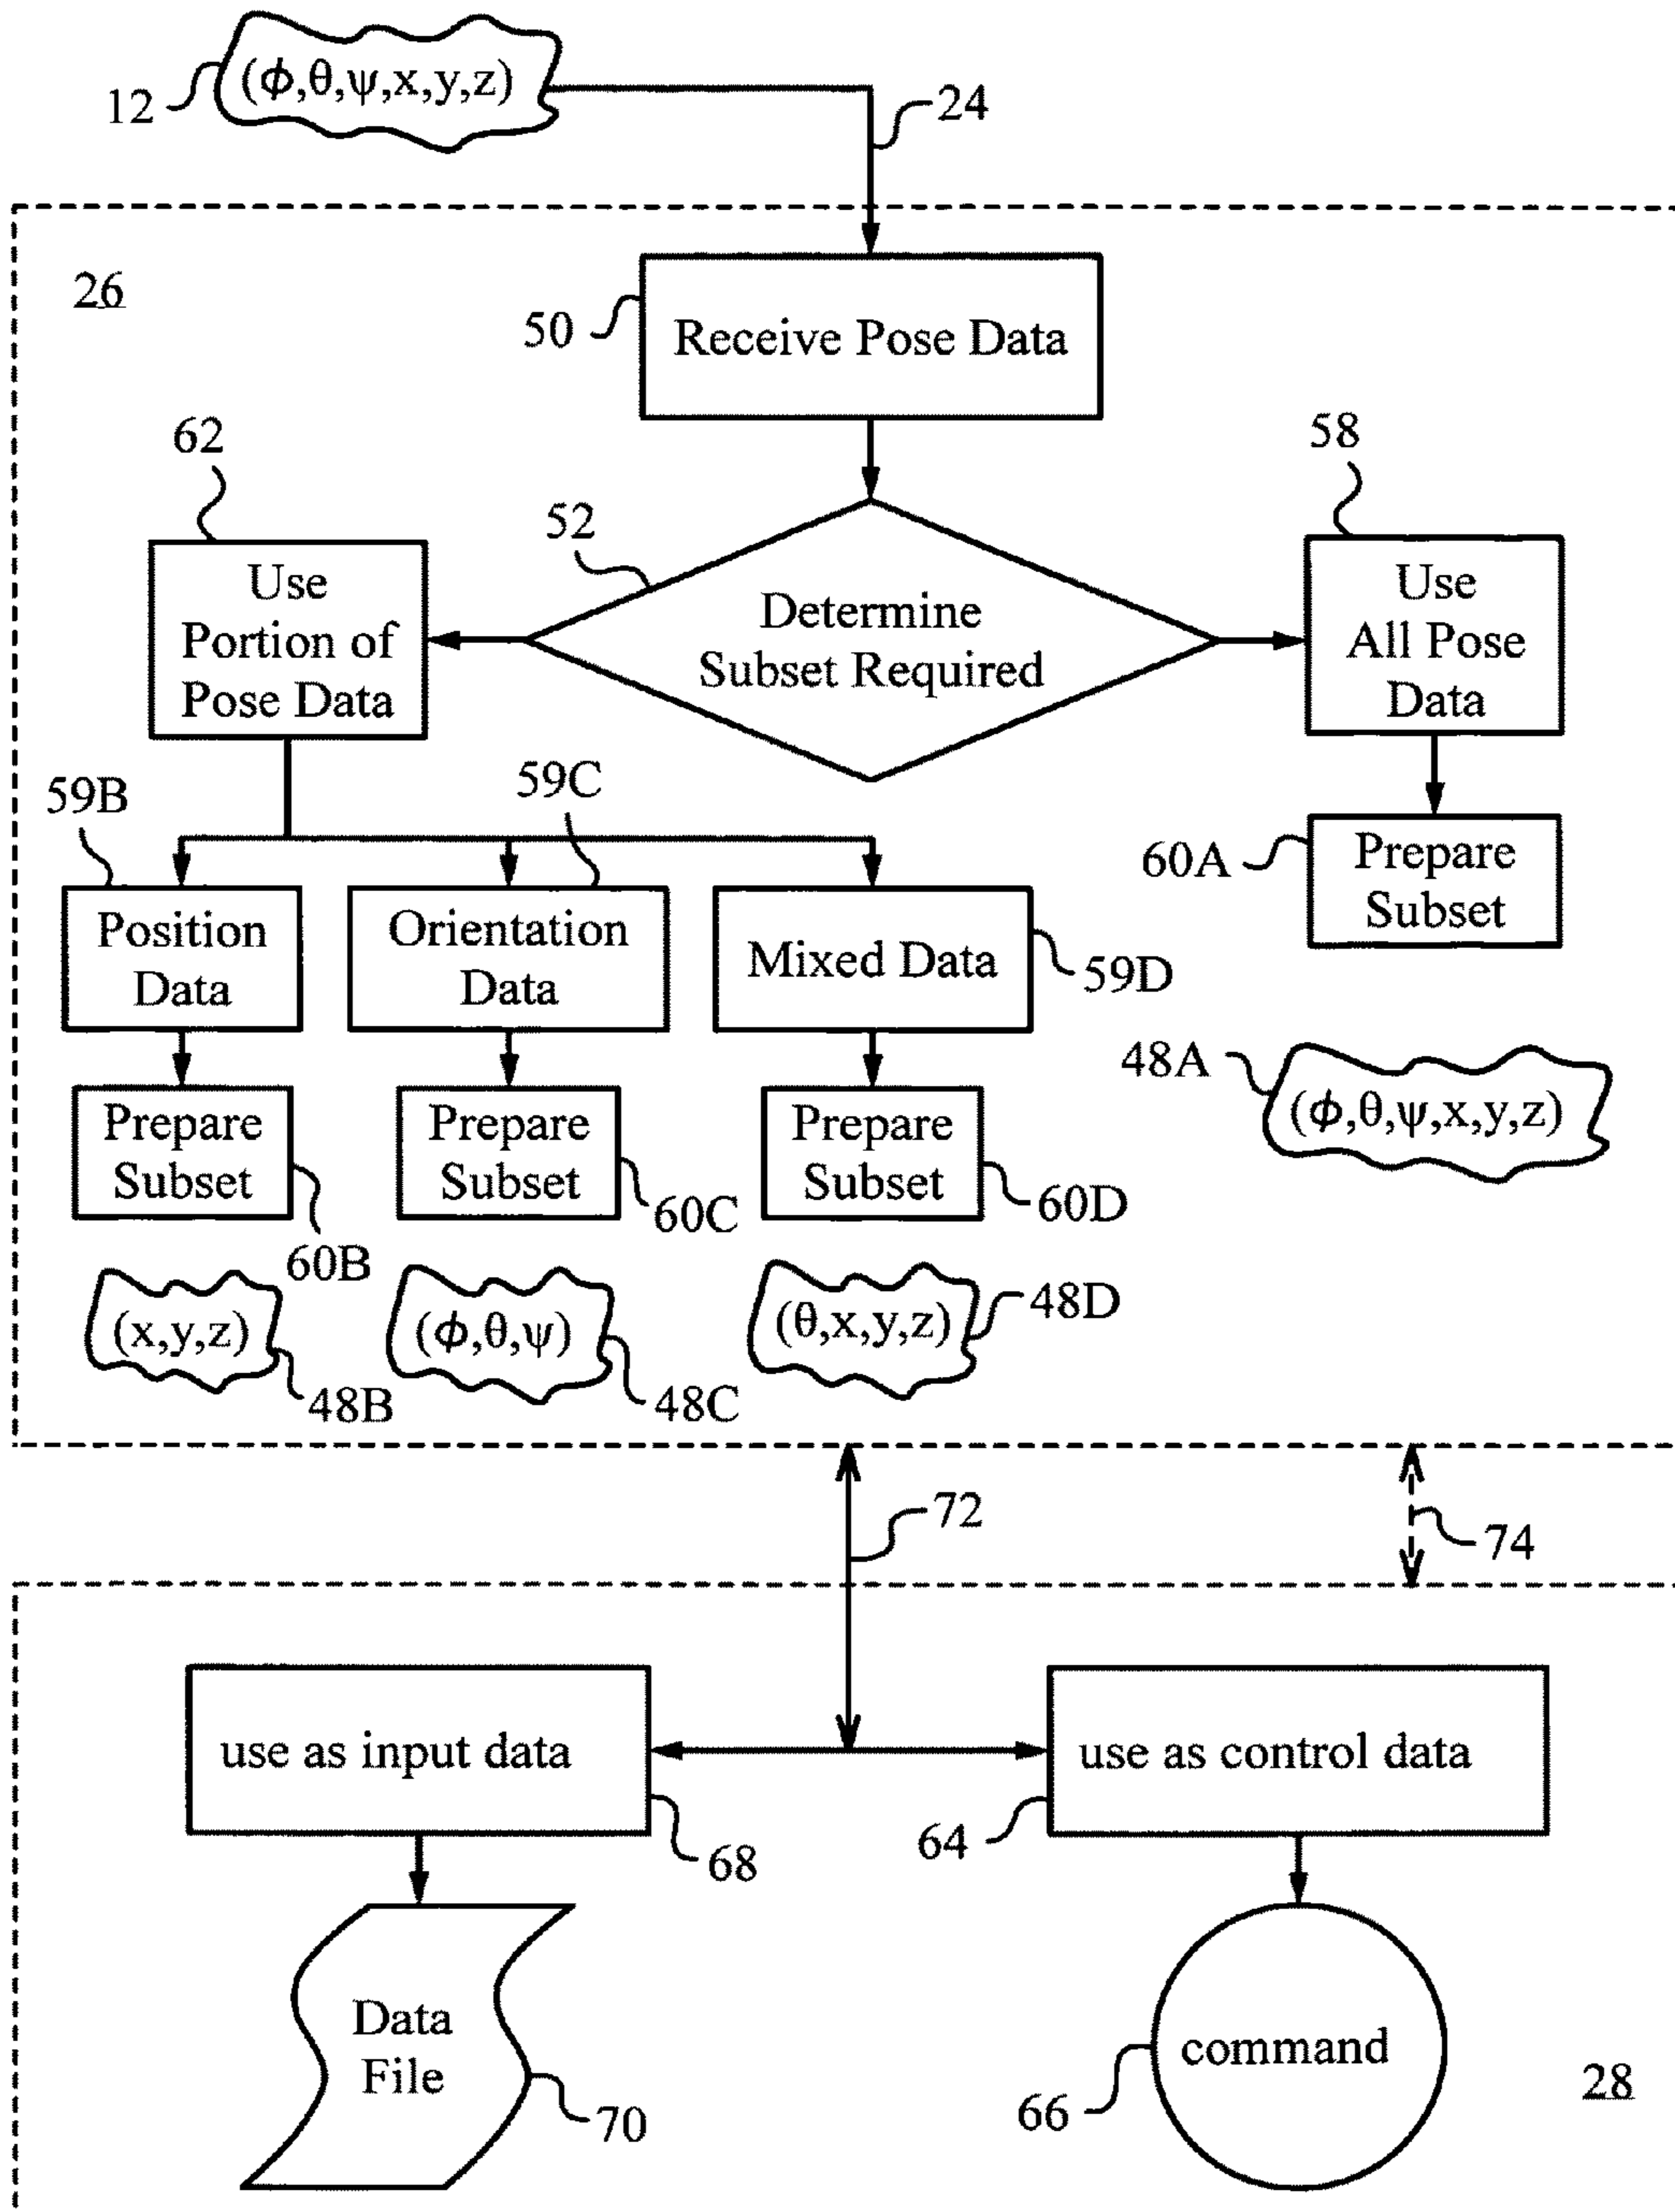 (ϕ,θ,ψ,x,y,z)
12
24
26
50
Receive Pose Data
62
58
52
Use
Portion of
Pose Data
Determine
Subset Required
Use
All Pose
Data
59B
59C
60A
Prepare
Subset
Position
Data
Orientation
Data
Mixed Data
59D
48A
(ϕ,θ,ψ,x,y,z)
Prepare
Subset
Prepare
Subset
Prepare
Subset
60B
60C
60D
(x,y,z)
(ϕ,θ,ψ)
(θ,x,y,z)
48B
48C
48D
72
74
use as input data
use as control data
68
64
Data
File
command
70
66
28